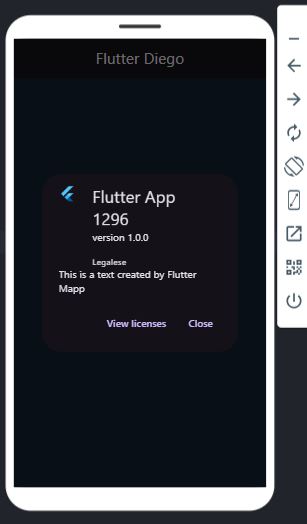 Flutter Diego
Flutter App
1296
version 1.0.0
Legalese
This is a text created by Flutter
Mapp
View licenses
Close